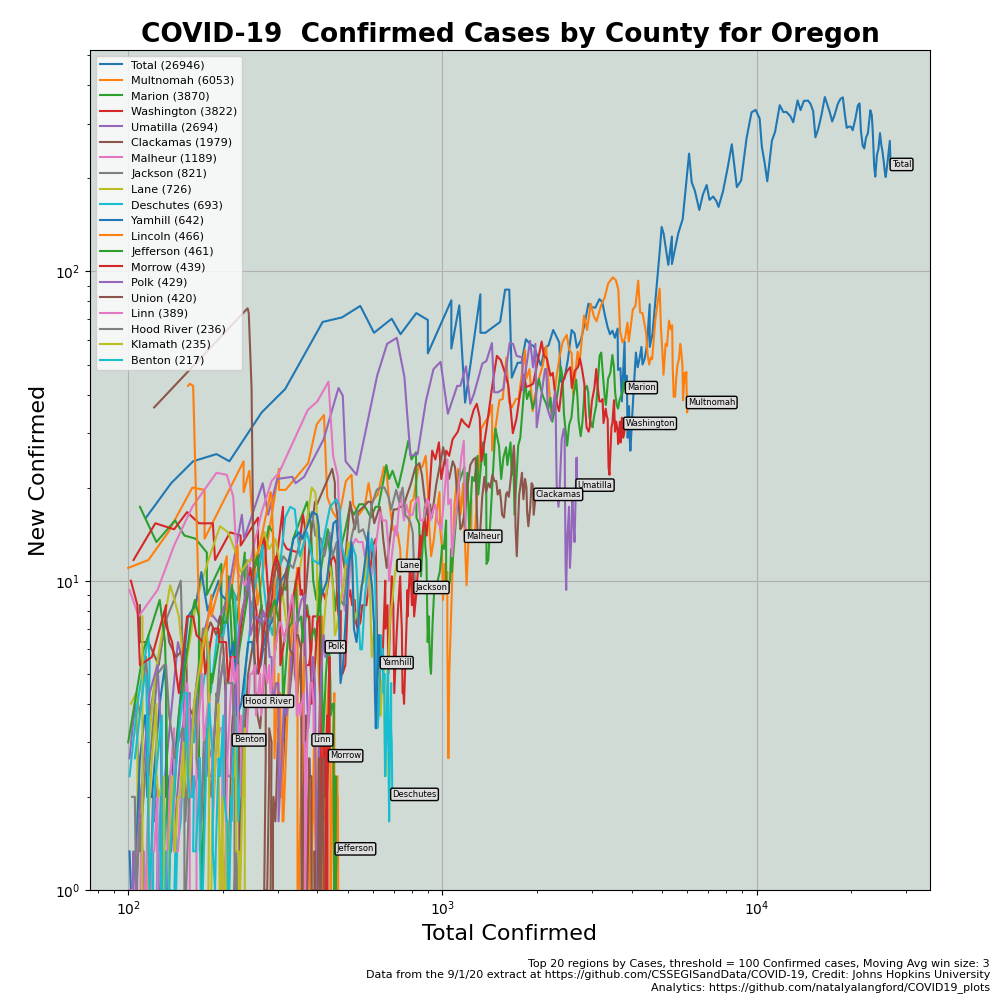 COVID-19  Confirmed Cases by County for Oregon
Total (26946)
Multnomah (6053)
Marion (3870)
Washington (3822)
Umatilla (2694)
Clackamas (1979)
Malheur (1189)
Jackson (821)
Lane (726)
Deschutes (693)
Yamhill (642)
Lincoln (466)
Jefferson (461)
Morrow (439)
Polk (429)
Union (420)
Linn (389)
Hood River (236)
Klamath (235)
Benton (217)
Total
Marion
Multnomah
Washington
Umatilla
Clackamas
Malheur
Lane
Jackson
Polk
Yamhill
Hood River
Benton
Linn
Morrow
Deschutes
Jefferson
New Confirmed
10²
10¹
10⁰
10² 10³ 10⁴
Total Confirmed
Top 20 regions by Cases, threshold = 100 Confirmed cases, Moving Avg win size: 3
Data from the 9/1/20 extract at https://github.com/CSSEGISandData/COVID-19, Credit: Johns Hopkins University
Analytics: https://github.com/natalyalangford/COVID19_plots